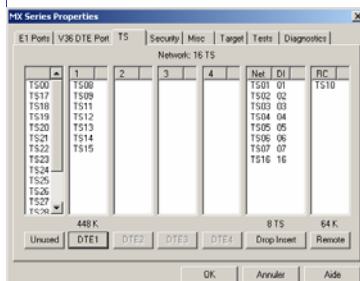 MX Series Properties
E1 Ports V36 DTE Port TS Security Misc Target Tests Diagnostics
Network: 16 TS
1 2 3 4 Net DI RC
TS00 TS08 TS01 01 TS10
TS17 TS09 TS02 02
TS18 TS11 TS03 03
TS19 TS12 TS04 04
TS20 TS13 TS05 05
TS21 TS14 TS06 06
TS22 TS15 TS07 07
TS23 TS16 16
TS24
TS25
TS26
TS27
TS28
448 K 8 TS 64 K
Unused DTE1 DTE2 DTE3 DTE4 Drop Insert Remote
OK Annuler Aide